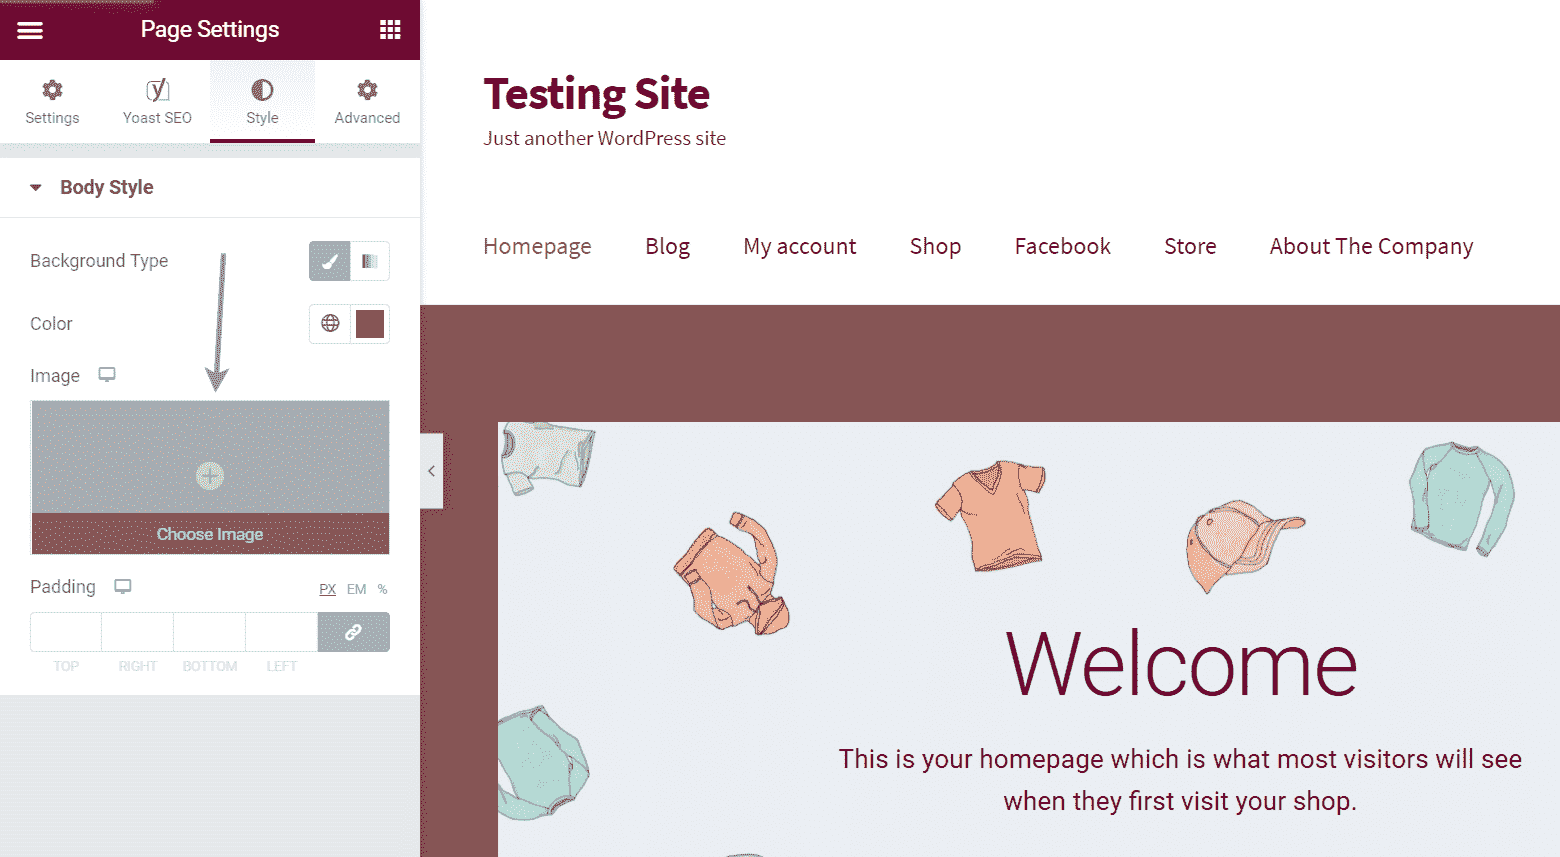 Page Settings
Settings
Yoast SEO
Style
Advanced
Body Style
Background Type
Color
Image
Choose Image
Padding
PX EM %
TOP RIGHT BOTTOM LEFT
Testing Site
Just another WordPress site
Homepage Blog My account Shop Facebook Store About The Company
Welcome
This is your homepage which is what most visitors will see
when they first visit your shop.